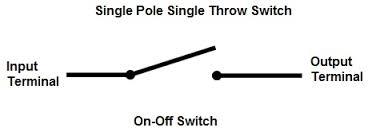 Single Pole Single Throw Switch
Input
Terminal
Output
Terminal
On-Off Switch